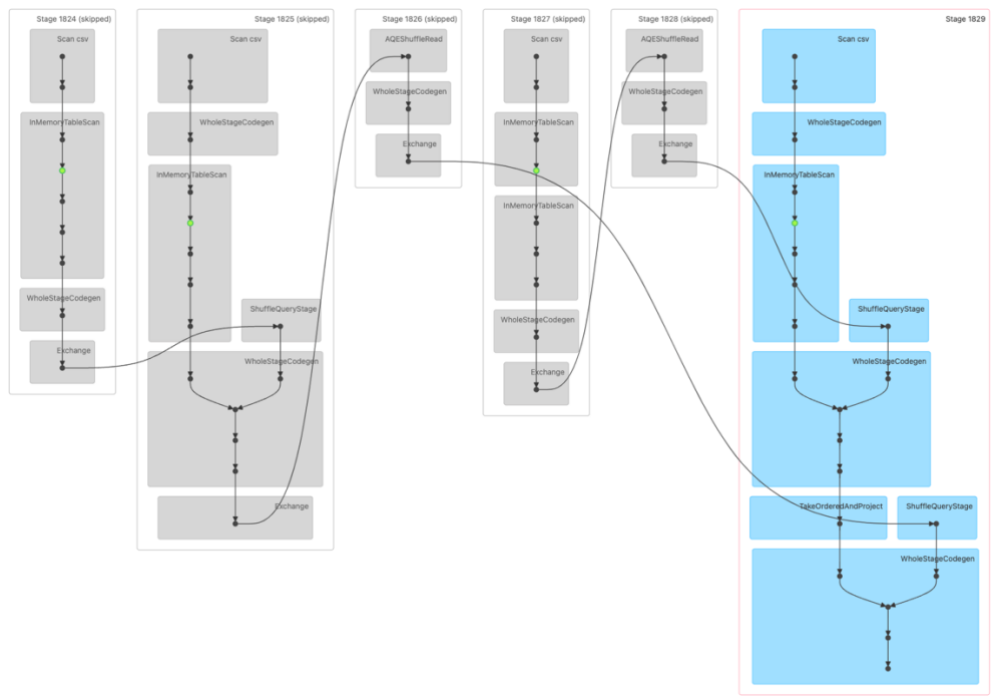 Stage 1824 (skipped)
Scan csv
InMemoryTableScan
WholeStageCodegen
Exchange
Stage 1825 (skipped)
Scan csv
WholeStageCodegen
InMemoryTableScan
ShuffleQueryStage
WholeStageCodegen
Exchange
Stage 1826 (skipped)
AQEShuffleRead
WholeStageCodegen
Exchange
Stage 1827 (skipped)
Scan csv
InMemoryTableScan
InMemoryTableScan
WholeStageCodegen
Exchange
Stage 1828 (skipped)
AQEShuffleRead
WholeStageCodegen
Exchange
Stage 1829
Scan csv
WholeStageCodegen
InMemoryTableScan
ShuffleQueryStage
WholeStageCodegen
TakeOrderedAndProject
ShuffleQueryStage
WholeStageCodegen